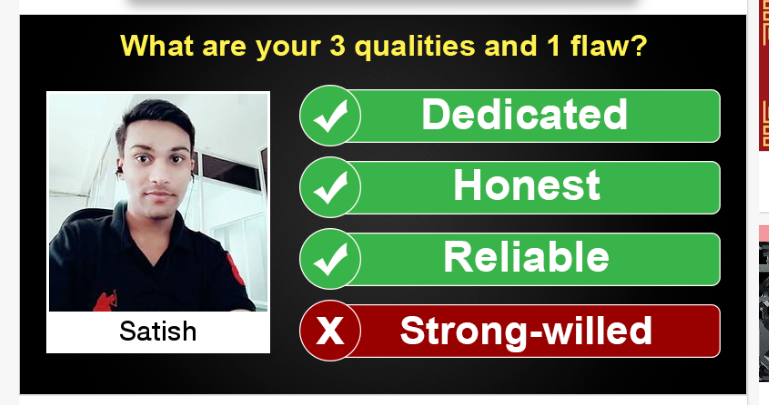 What are your 3 qualities and 1 flaw?
Dedicated
Honest
Reliable
X Strong-willed
Satish